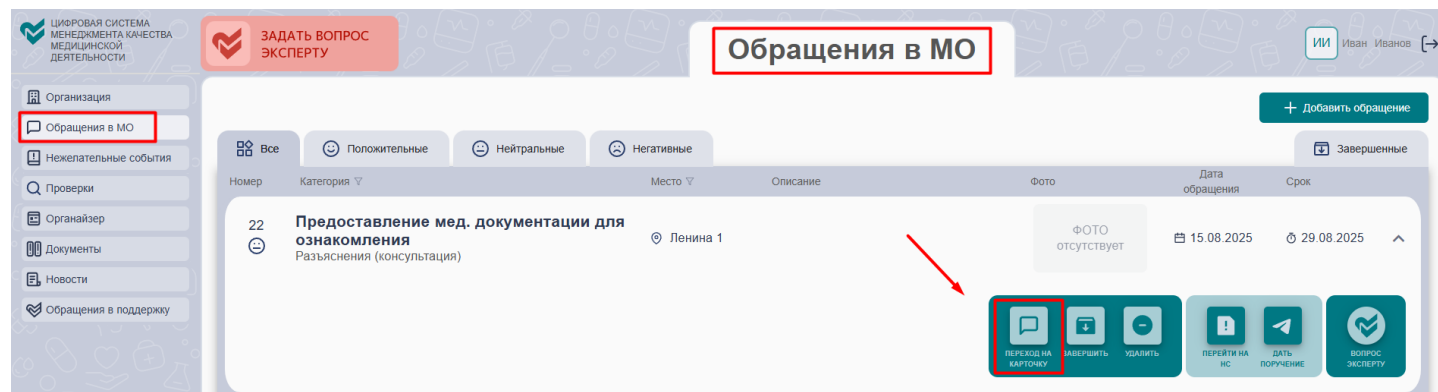 ЦИФРОВАЯ СИСТЕМА
МЕНЕДЖМЕНТА КАЧЕСТВА
МЕДИЦИНСКОЙ
ДЕЯТЕЛЬНОСТИ
ЗАДАТЬ ВОПРОС
ЭКСПЕРТУ
Обращения в МО
ИИ Иван Иванов
Организация
Обращения в МО
Нежелательные события
Проверки
Органайзер
Документы
Новости
Обращения в поддержку
+ Добавить обращение
Все Положительные Нейтральные Негативные Завершенные
Номер Категория Место Описание Фото Дата обращения Срок
22
Предоставление мед. документации для
ознакомления
Разъяснения (консультация)
Ленина 1
ФОТО
отсутствует
15.08.2025
29.08.2025
ПЕРЕХОД НА
КАРТОЧКУ
ЗАВЕРШИТЬ
УДАЛИТЬ
ПЕРЕЙТИ НА
НС
ДАТЬ
ПОРУЧЕНИЕ
ВОПРОС
ЭКСПЕРТУ